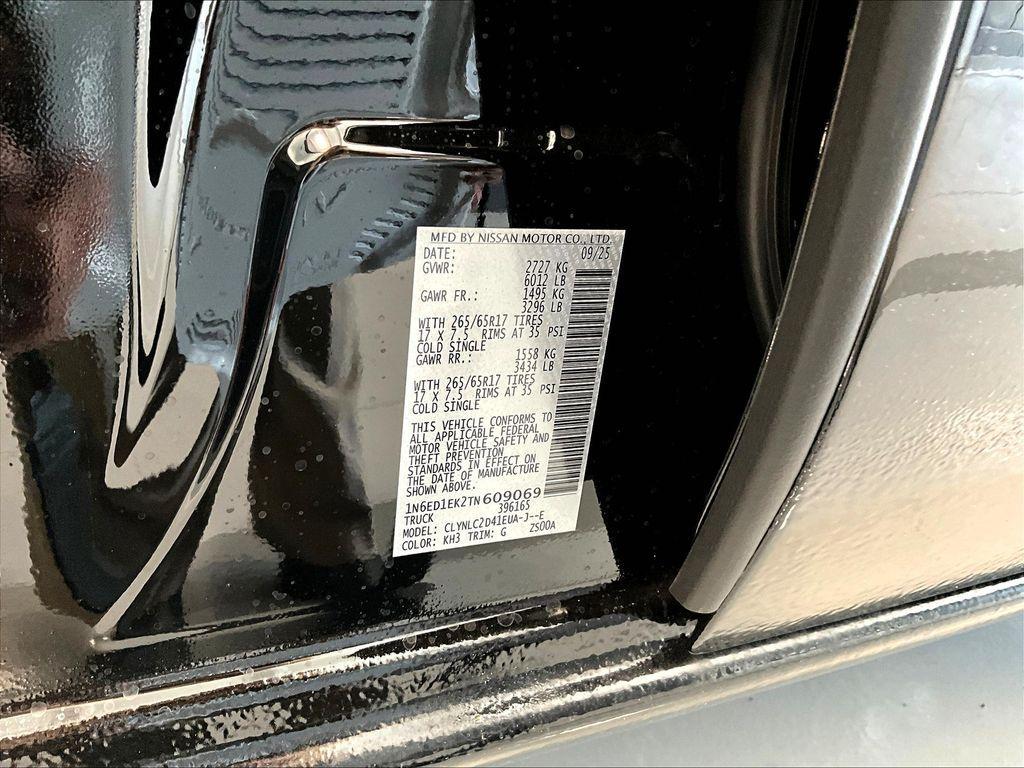 MFD BY NISSAN MOTOR CO., LTD.
DATE: 09/25
GVWR: 2727 KG
6012 LB
GAWR FR.: 1495 KG
3296 LB
WITH 265/65R17 TIRES
17 X 7.5 RIMS AT 35 PSI
COLD SINGLE
GAWR RR.: 1558 KG
3434 LB
WITH 265/65R17 TIRES
17 X 7.5 RIMS AT 35 PSI
COLD SINGLE
THIS VEHICLE CONFORMS TO
ALL APPLICABLE FEDERAL
MOTOR VEHICLE SAFETY AND
THEFT PREVENTION
STANDARDS IN EFFECT ON
THE DATE OF MANUFACTURE
SHOWN ABOVE.
1N6ED1EK2TN609069
TRUCK 396165
MODEL: CLYNLC2D41EUA-J--E
COLOR: KH3 TRIM: G ZS00A